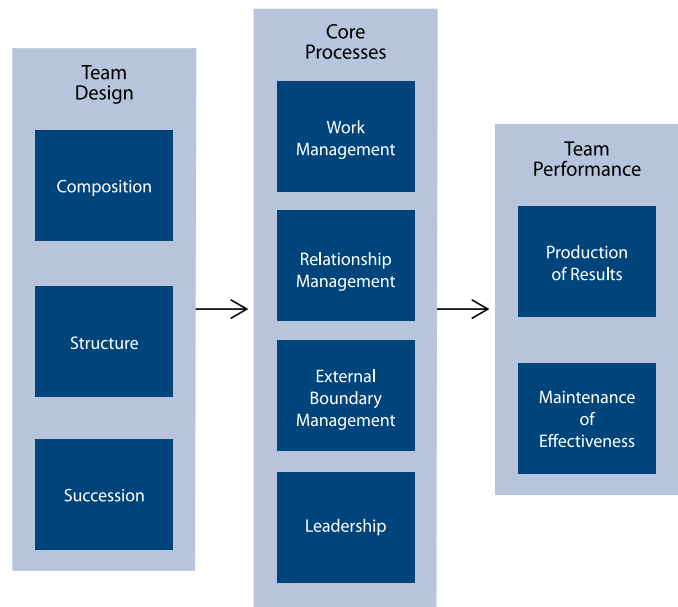 Team
Design
Composition
Structure
Succession
Core
Processes
Work
Management
Relationship
Management
External
Boundary
Management
Leadership
Team
Performance
Production
of Results
Maintenance
of
Effectiveness